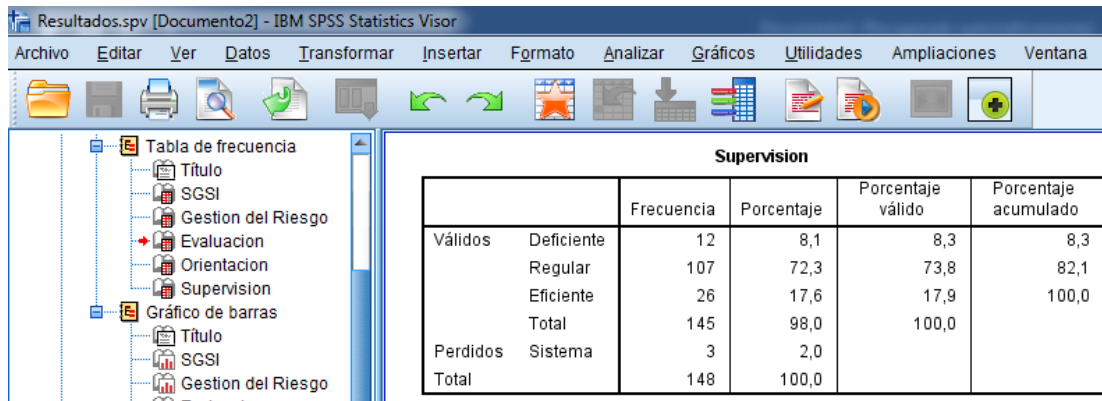 Resultados.spv [Documento2] - IBM SPSS Statistics Visor
Archivo Editar Ver Datos Transformar Insertar Formato Analizar Gráficos Utilidades Ampliaciones Ventana
Tabla de frecuencia
Título
SGSI
Gestion del Riesgo
Evaluacion
Orientacion
Supervision
Gráfico de barras
Título
SGSI
Gestion del Riesgo
Supervision
Frecuencia Porcentaje Porcentaje válido Porcentaje acumulado
Válidos Deficiente 12 8,1 8,3 8,3
Regular 107 72,3 73,8 82,1
Eficiente 26 17,6 17,9 100,0
Total 145 98,0 100,0
Perdidos Sistema 3 2,0
Total 148 100,0